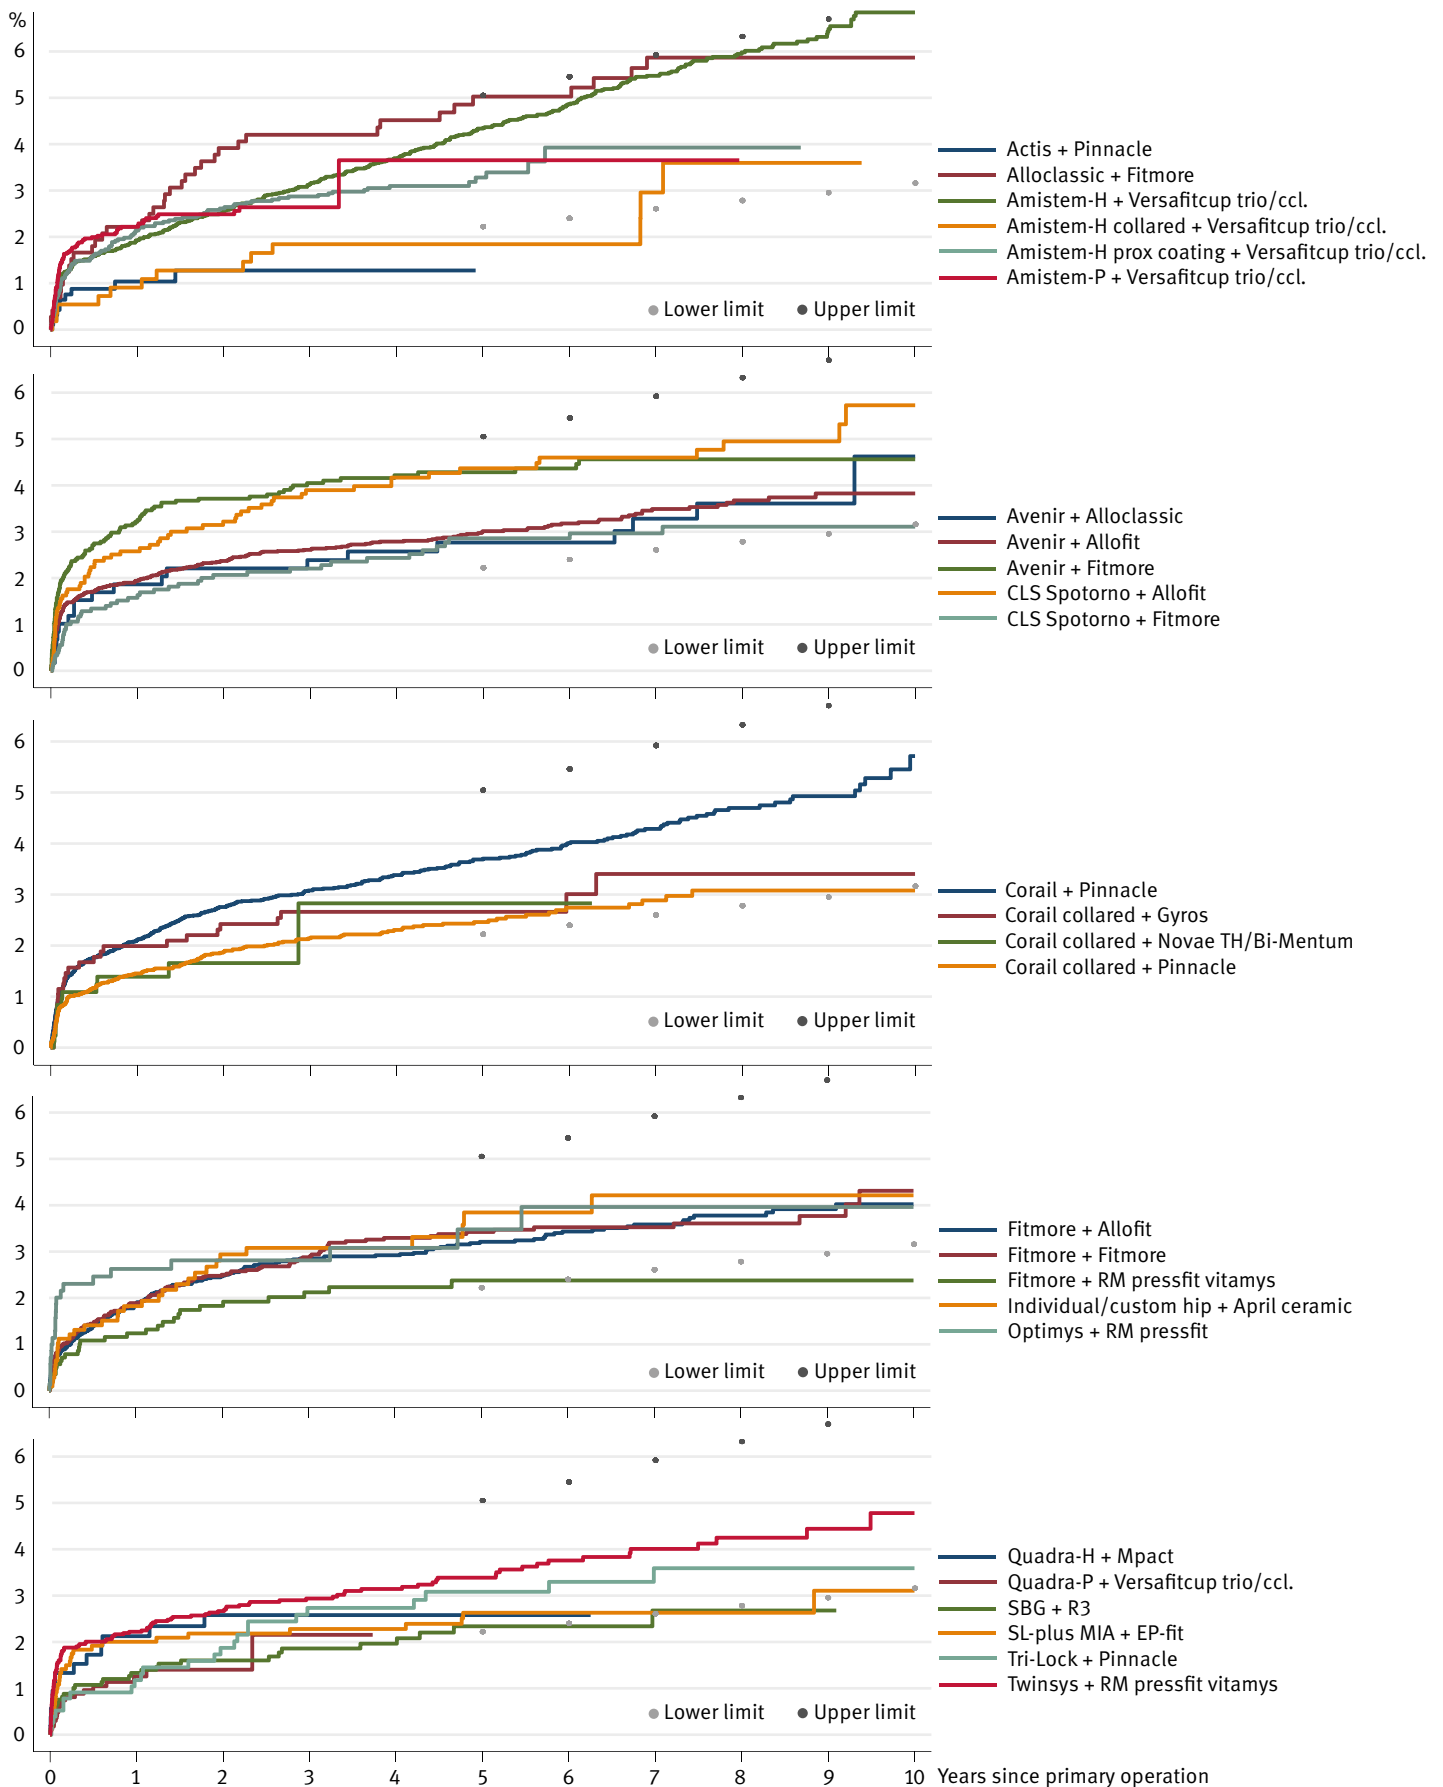 %
6
5
4
3
2
1
0
Actis + Pinnacle
Alloclassic + Fitmore
Amistem-H + Versafitcup trio/ccl.
Amistem-H collared + Versafitcup trio/ccl.
Amistem-H prox coating + Versafitcup trio/ccl.
Amistem-P + Versafitcup trio/ccl.
Lower limit Upper limit
6
5
4
3
2
1
0
Avenir + Alloclassic
Avenir + Allofit
Avenir + Fitmore
CLS Spotorno + Allofit
CLS Spotorno + Fitmore
Lower limit Upper limit
6
5
4
3
2
1
0
Corail + Pinnacle
Corail collared + Gyros
Corail collared + Novae TH/Bi-Mentum
Corail collared + Pinnacle
Lower limit Upper limit
6
5
4
3
2
1
0
Fitmore + Allofit
Fitmore + Fitmore
Fitmore + RM pressfit vitamys
Individual/custom hip + April ceramic
Optimys + RM pressfit
Lower limit Upper limit
6
5
4
3
2
1
0
Quadra-H + Mpact
Quadra-P + Versafitcup trio/ccl.
SBG + R3
SL-plus MIA + EP-fit
Tri-Lock + Pinnacle
Twinsys + RM pressfit vitamys
Lower limit Upper limit
0 1 2 3 4 5 6 7 8 9 10 Years since primary operation